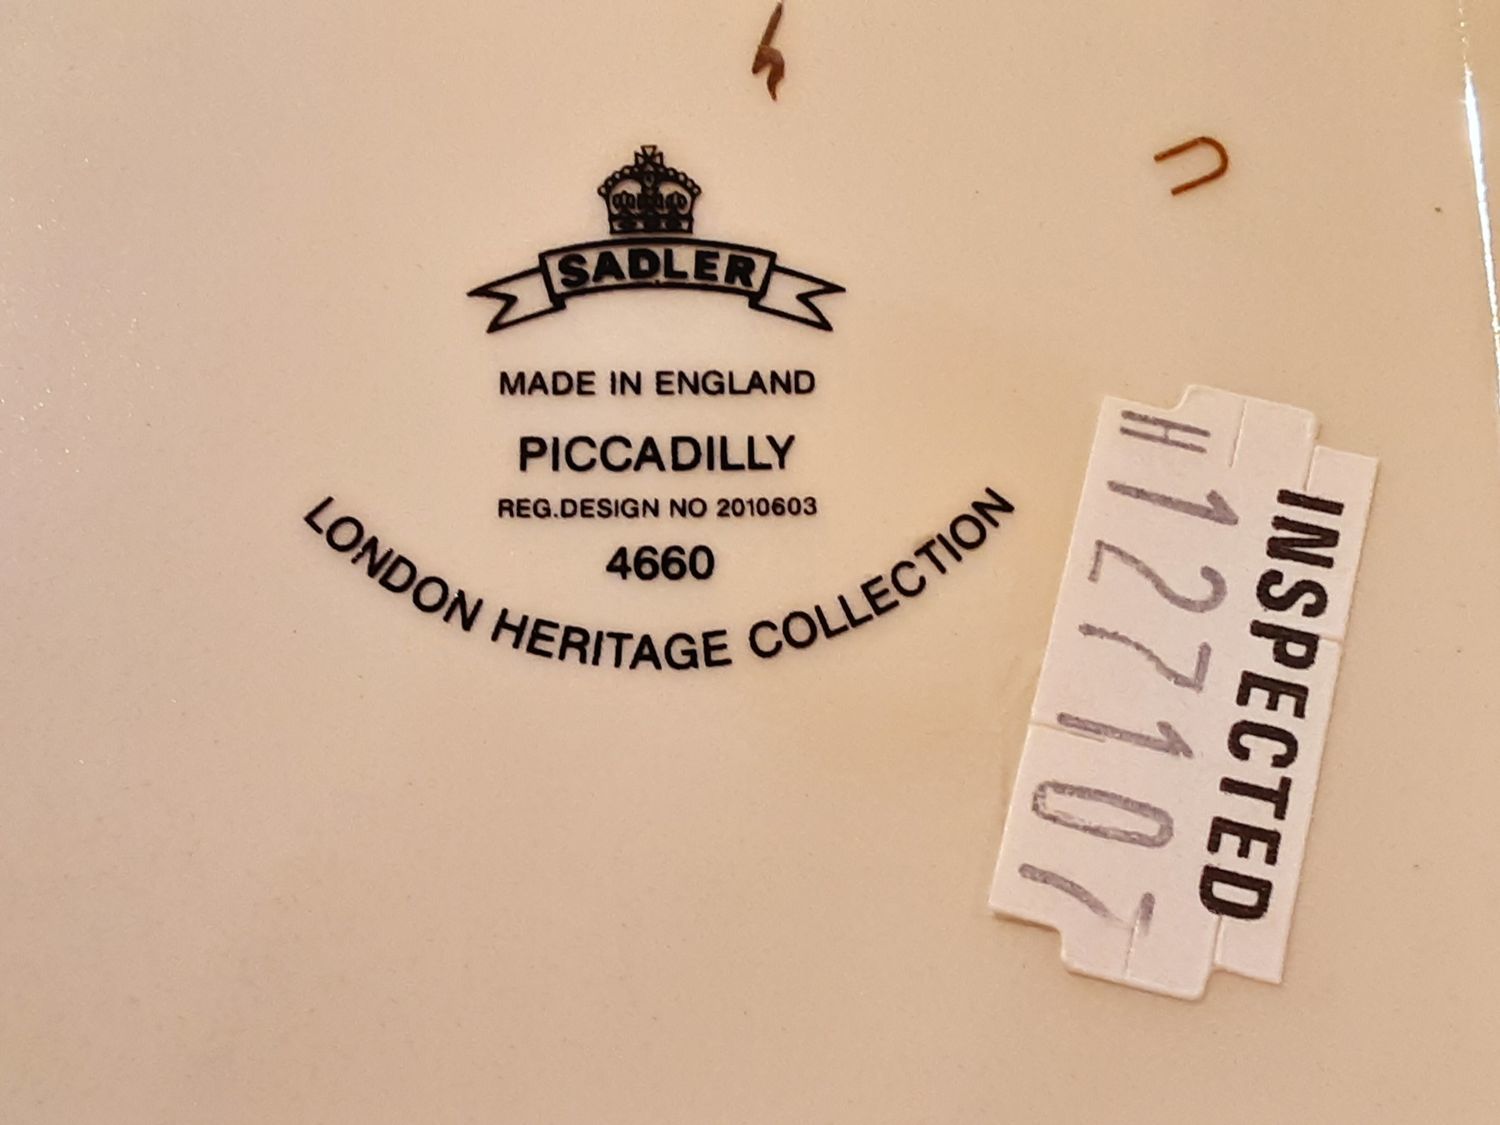 SADLER
MADE IN ENGLAND
PICCADILLY
REG.DESIGN NO 2010603
4660
LONDON HERITAGE COLLECTION
INSPECTED
H127107